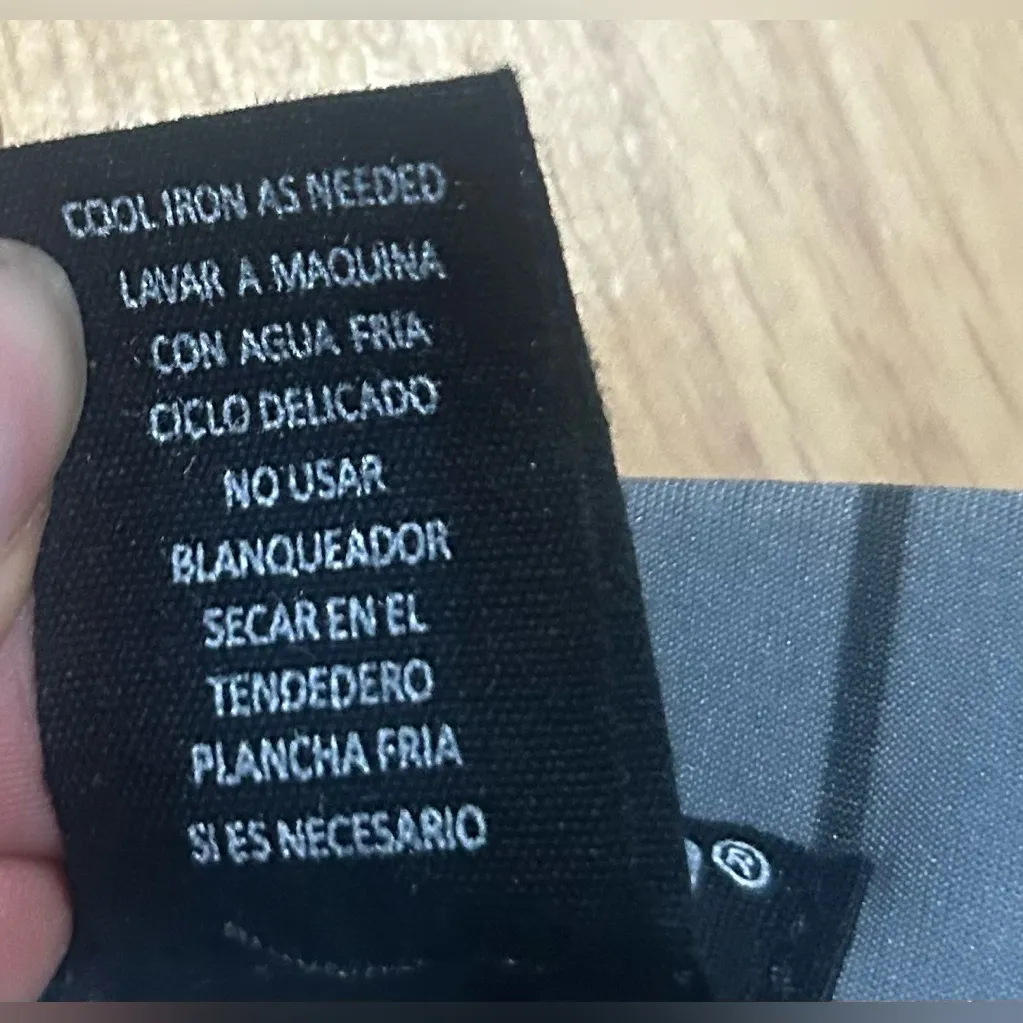 COOL IRON AS NEEDED
LAVAR A MAQUINA
CON AGUA FRIA
CICLO DELICADO
NO USAR
BLANQUEADOR
SECAR EN EL
TENDEDERO
PLANCHA FRIA
SI ES NECESARIO
®